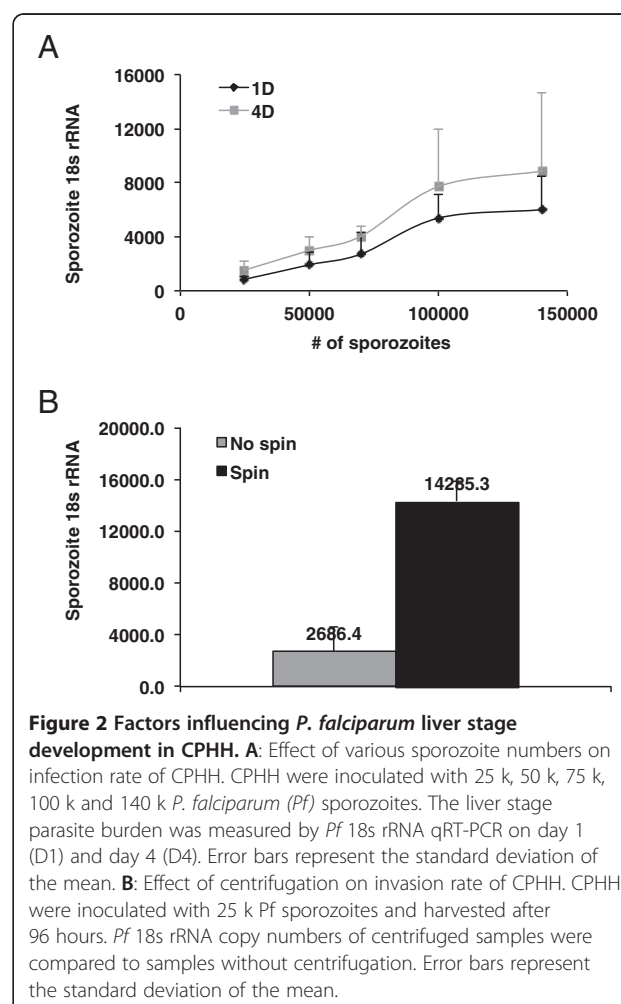 A
16000
12000
8000
4000
0
Sporozoite 18s rRNA
1D
4D
0 50000 100000 150000
# of sporozoites
B
20000.0
16000.0
12000.0
8000.0
4000.0
0.0
Sporozoite 18s rRNA
No spin
Spin
2686.4
14285.3
Figure 2 Factors influencing P. falciparum liver stage
development in CPHH. A: Effect of various sporozoite numbers on
infection rate of CPHH. CPHH were inoculated with 25 k, 50 k, 75 k,
100 k and 140 k P. falciparum (Pf) sporozoites. The liver stage
parasite burden was measured by Pf 18s rRNA qRT-PCR on day 1
(D1) and day 4 (D4). Error bars represent the standard deviation of
the mean. B: Effect of centrifugation on invasion rate of CPHH. CPHH
were inoculated with 25 k Pf sporozoites and harvested after
96 hours. Pf 18s rRNA copy numbers of centrifuged samples were
compared to samples without centrifugation. Error bars represent
the standard deviation of the mean.